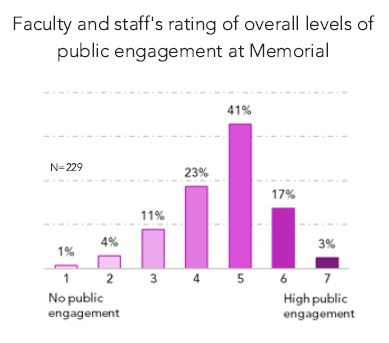 Faculty and staff's rating of overall levels of
public engagement at Memorial
41%
N=229
23%
17%
11%
4%
3%
1%
1 2 3 4 5 6 7
No public High public
engagement engagement